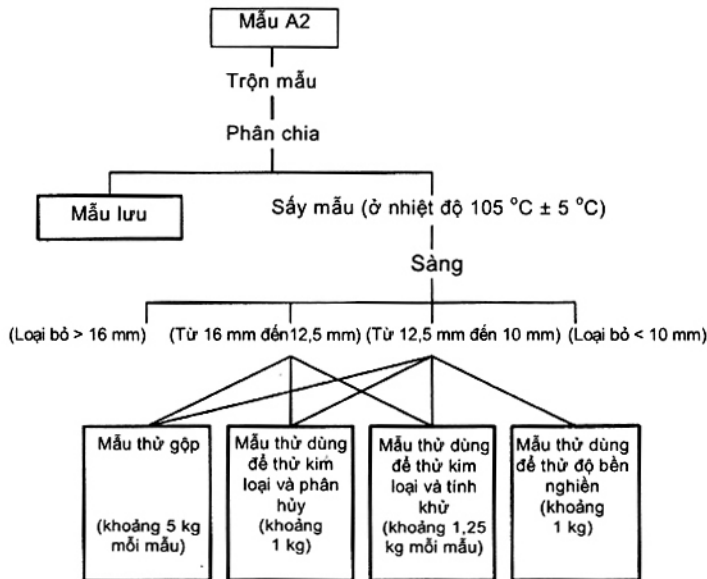 Mẫu A2
Trộn mẫu
Phân chia
Mẫu lưu
Sấy mẫu (ở nhiệt độ 105 °C ± 5 °C)
Sàng
(Loại bỏ > 16 mm) (Từ 16 mm đến12,5 mm) (Từ 12,5 mm đến 10 mm) (Loại bỏ < 10 mm)
Mẫu thử gộp
(khoảng 5 kg
mỗi mẫu)
Mẫu thử dùng
để thử kim
loại và phân
hủy
(khoảng
1 kg)
Mẫu thử dùng
để thử kim
loại và tính
khử
(khoảng 1,25
kg mỗi mẫu)
Mẫu thử dùng
để thử độ bền
nghiền
(khoảng
1 kg)